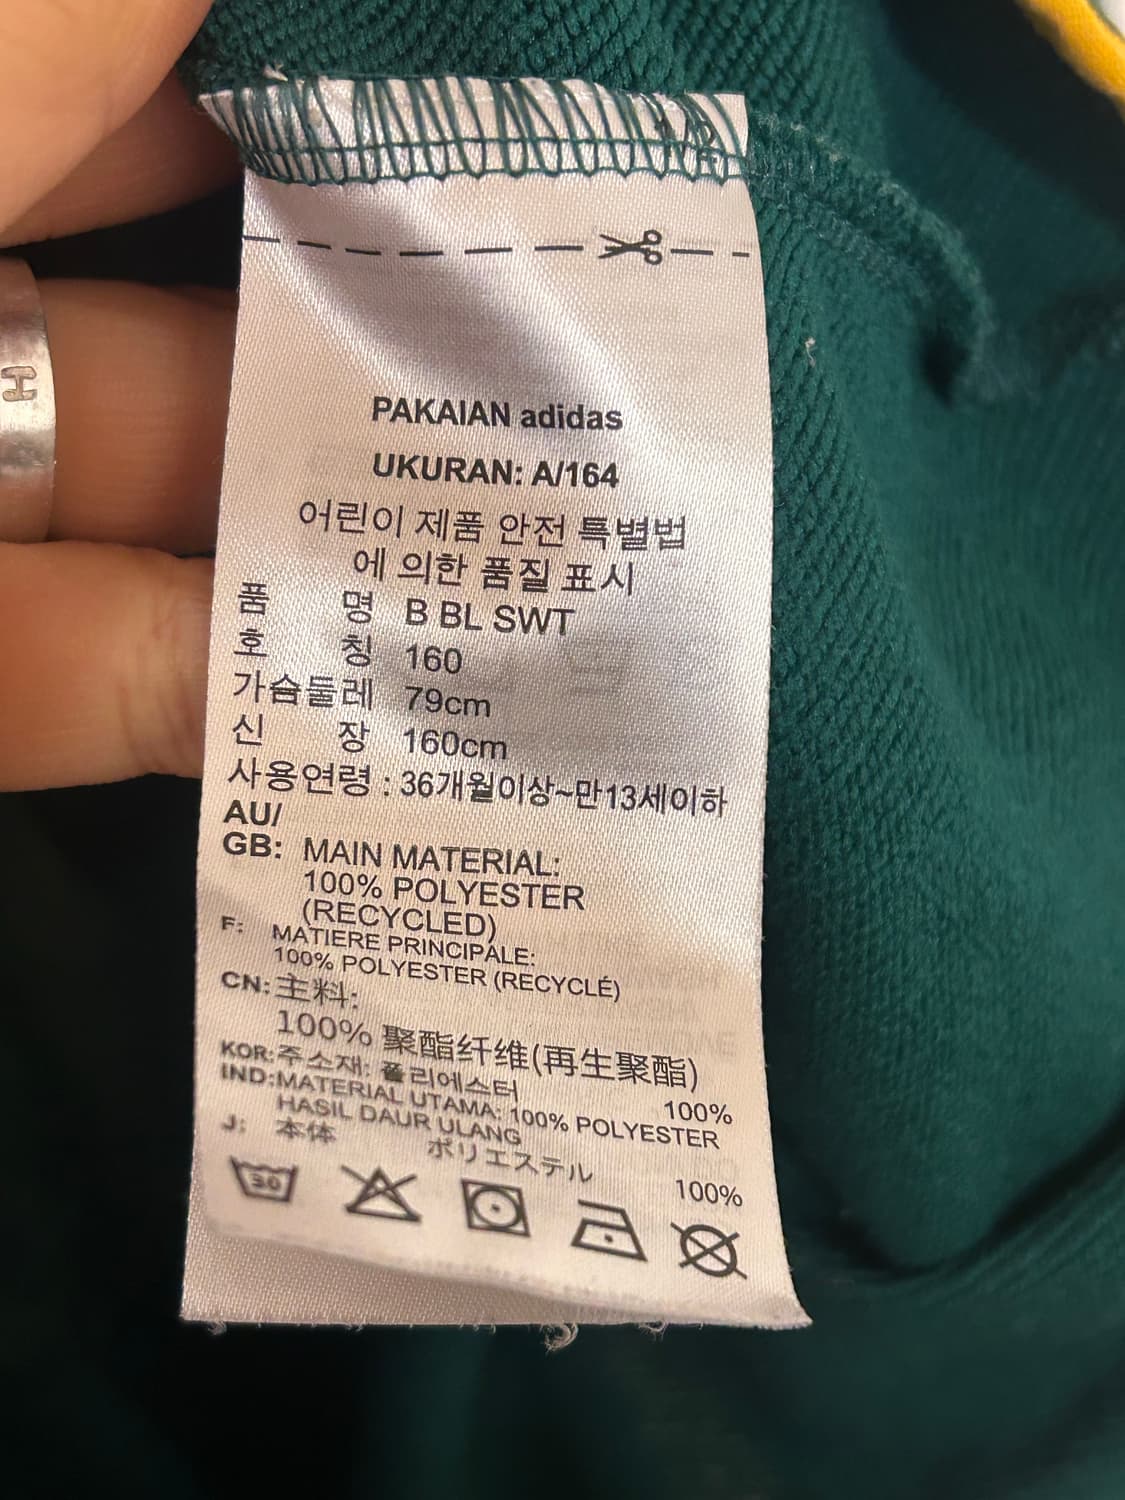 PAKAIAN adidas
UKURAN: A/164
어린이 제품 안전 특별법
에 의한 품질 표시
품 명 B BL SWT
호 칭 160
가슴둘레 79cm
신 장 160cm
사용연령 : 36개월이상~만13세이하
AU/
GB: MAIN MATERIAL:
100% POLYESTER
(RECYCLED)
F: MATIERE PRINCIPALE:
100% POLYESTER (RECYCLÉ)
CN: 主料:
100% 聚酯纤维(再生聚酯)
KOR: 주소재: 폴리에스터 100%
IND: MATERIAL UTAMA: 100% POLYESTER
HASIL DAUR ULANG
J: 本体 ポリエステル 100%
30
H